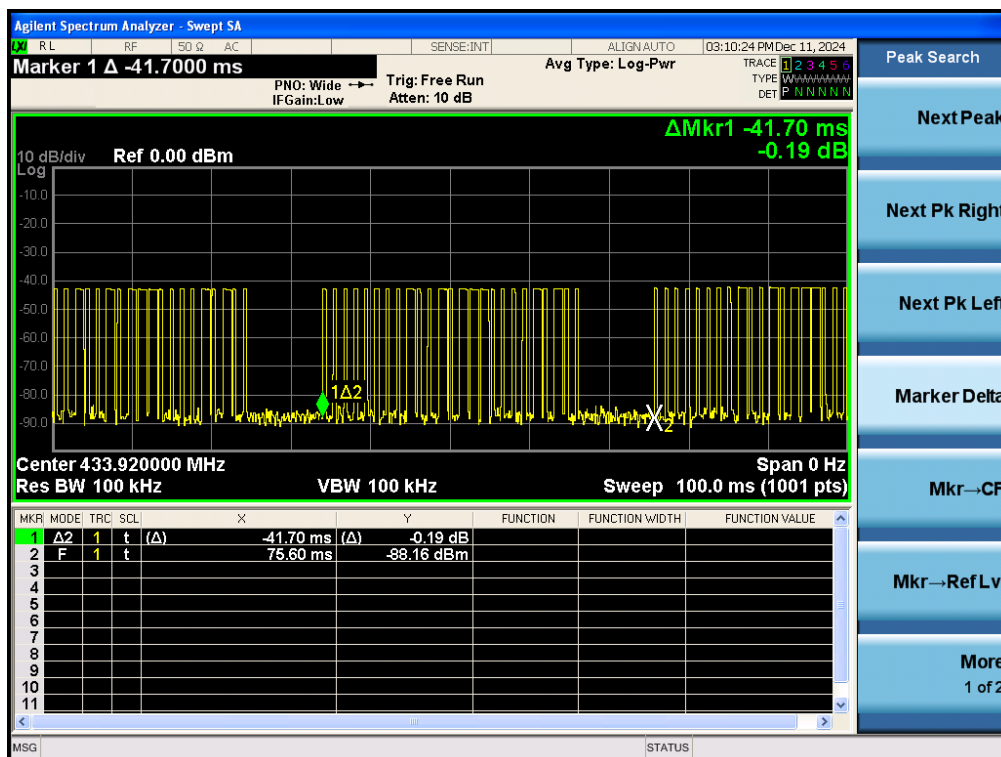 Agilent Spectrum Analyzer - Swept SA
LXI RL RF 50 Ω AC SENSE:INT ALIGN AUTO 03:10:24 PM Dec 11, 2024
Marker 1 Δ -41.7000 ms
PNO: Wide
IFGain:Low
Trig: Free Run
Atten: 10 dB
Avg Type: Log-Pwr
TRACE 1 2 3 4 5 6
TYPE W W W W W W
DET P N N N N N
Peak Search
Next Peak
Next Pk Right
Next Pk Left
Marker Delta
Mkr→CF
Mkr→Ref Lv
More
1 of 2
ΔMkr1 -41.70 ms
-0.19 dB
10 dB/div Ref 0.00 dBm
Log
-10.0
-20.0
-30.0
-40.0
-50.0
-60.0
-70.0
-80.0
-90.0
1Δ2
2
Center 433.920000 MHz Span 0 Hz
Res BW 100 kHz VBW 100 kHz Sweep 100.0 ms (1001 pts)
MKR MODE TRC SCL X Y FUNCTION FUNCTION WIDTH FUNCTION VALUE
1 Δ2 1 t (Δ) -41.70 ms (Δ) -0.19 dB
2 F 1 t 75.60 ms -88.16 dBm
3
4
5
6
7
8
9
10
11
MSG STATUS